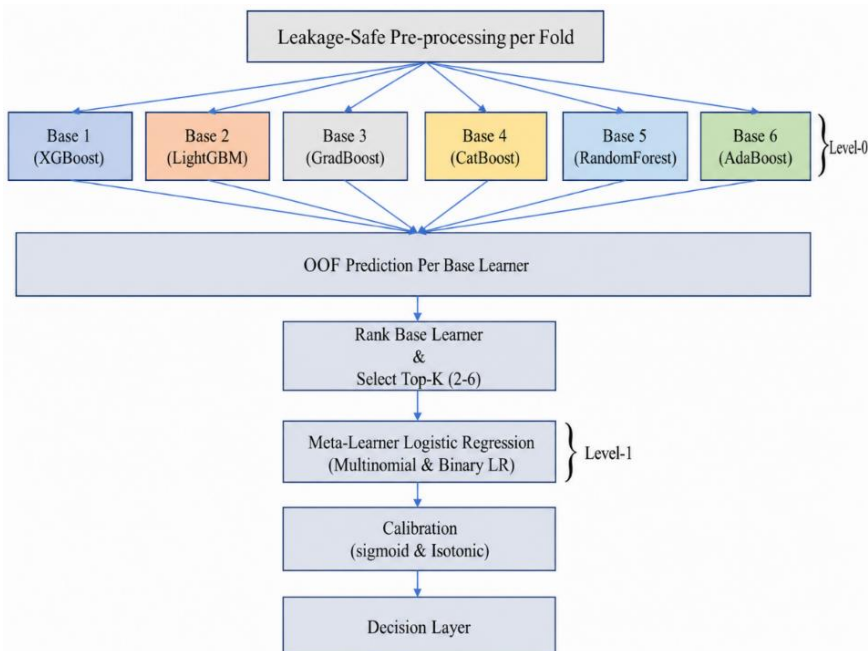 Leakage-Safe Pre-processing per Fold
Base 1
(XGBoost)
Base 2
(LightGBM)
Base 3
(GradBoost)
Base 4
(CatBoost)
Base 5
(RandomForest)
Base 6
(AdaBoost)
Level-0
OOF Prediction Per Base Learner
Rank Base Learner
&
Select Top-K (2-6)
Meta-Learner Logistic Regression
(Multinomial & Binary LR)
Level-1
Calibration
(sigmoid & Isotonic)
Decision Layer